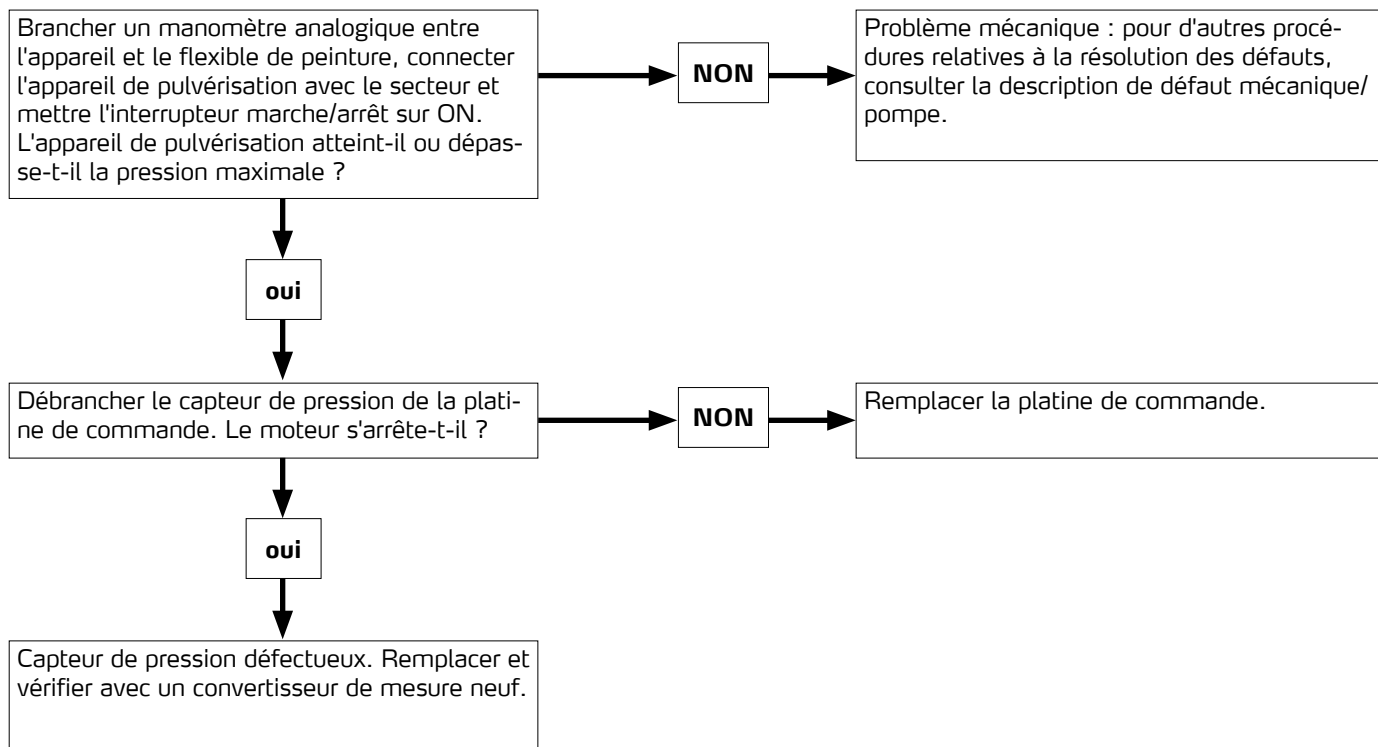 Brancher un manomètre analogique entre
l'appareil et le flexible de peinture, connecter
l'appareil de pulvérisation avec le secteur et
mettre l'interrupteur marche/arrêt sur ON.
L'appareil de pulvérisation atteint-il ou dépas-
se-t-il la pression maximale ?
NON
Problème mécanique : pour d'autres procé-
dures relatives à la résolution des défauts,
consulter la description de défaut mécanique/
pompe.
oui
Débrancher le capteur de pression de la plati-
ne de commande. Le moteur s'arrête-t-il ?
NON
Remplacer la platine de commande.
oui
Capteur de pression défectueux. Remplacer et
vérifier avec un convertisseur de mesure neuf.